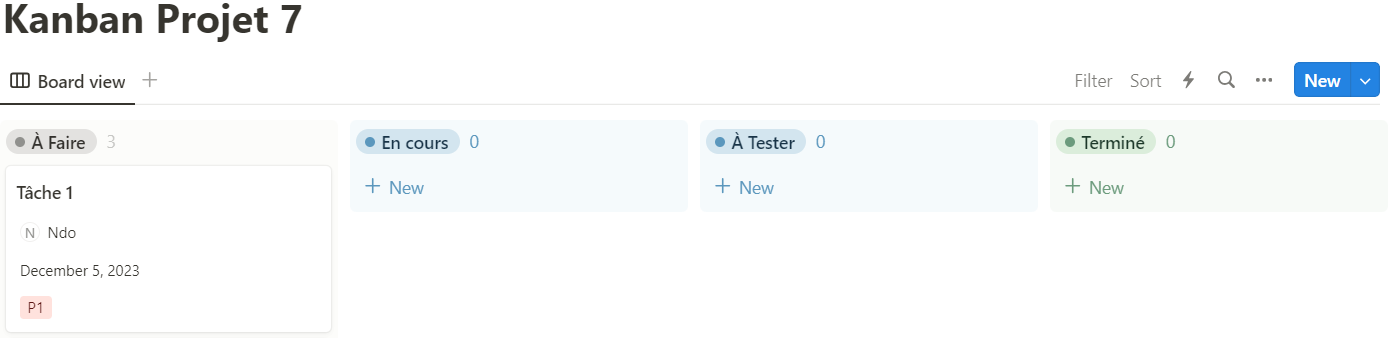 Kanban Projet 7
Board view
Filter Sort New
À Faire 3
Tâche 1
N Ndo
December 5, 2023
P1
En cours 0
+ New
À Tester 0
+ New
Terminé 0
+ New